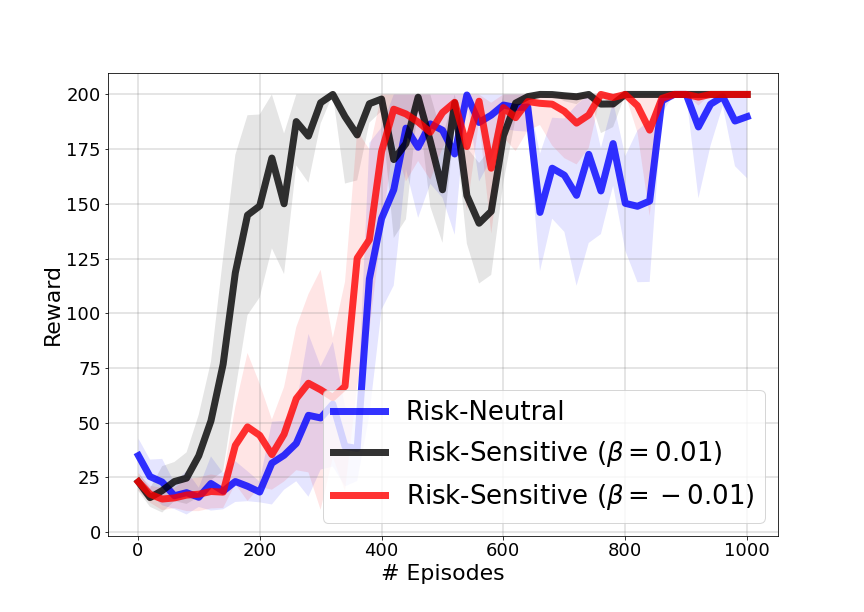 200
175
150
125
100
75
50
25
0
Reward
Risk-Neutral
Risk-Sensitive (β = 0.01)
Risk-Sensitive (β = −0.01)
0 200 400 600 800 1000
# Episodes